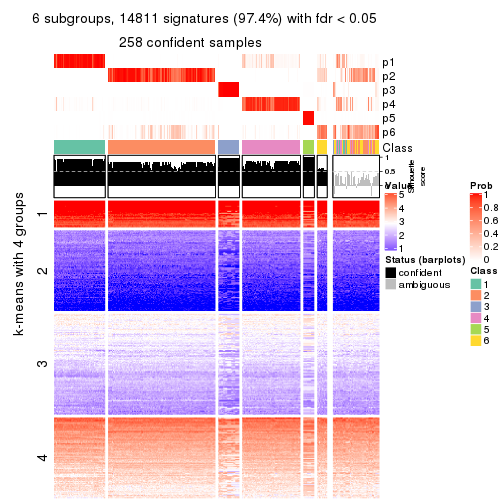 6 subgroups, 14811 signatures (97.4%) with fdr < 0.05
258 confident samples
p1
p2
p3
p4
p5
p6
Class
1
0.5
0
Silhouette
score
k-means with 4 groups
1
2
3
4
Value
5
4
3
2
1
Status (barplots)
confident
ambiguous
Prob
1
0.8
0.6
0.4
0.2
0
Class
1
2
3
4
5
6